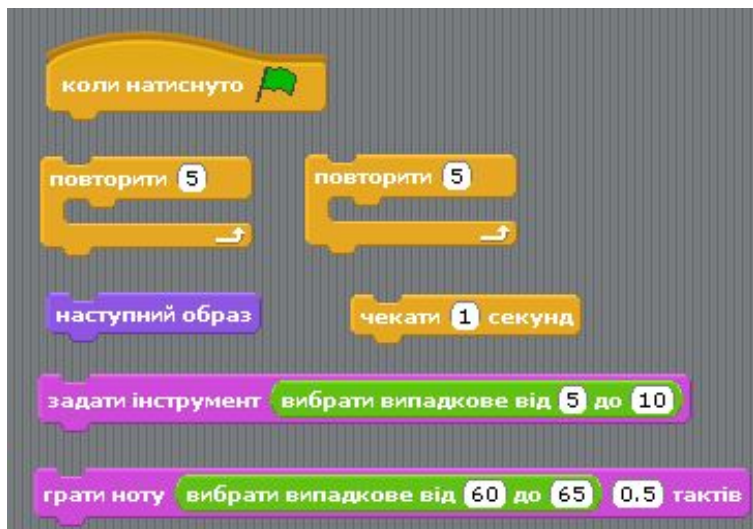 коли натиснуто
повторити 5
повторити 5
наступний образ
чекати 1 секунд
задати інструмент вибрати випадкове від 5 до 10
грати ноту вибрати випадкове від 60 до 65 0.5 тактів